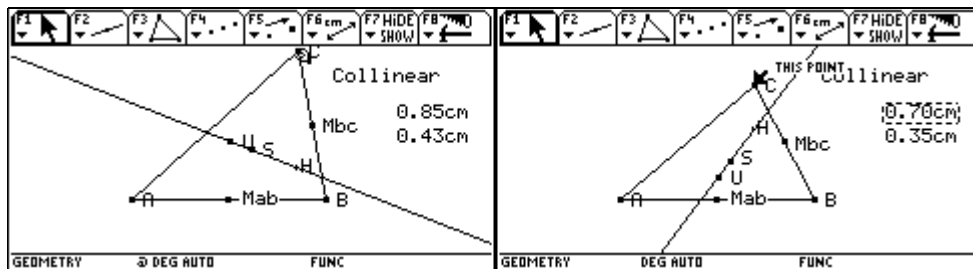 F1 F2 F3 F4 F5 F6 cm F7 HiDE SHOW F8
C
Collinear
0.85cm
Mbc
0.43cm
U S
H
A Mab B
GEOMETRY DEG AUTO FUNC
F1 F2 F3 F4 F5 F6 cm F7 HiDE SHOW F8
THIS POINT
Collinear
C
0.70cm
H
0.35cm
Mbc
S
U
A Mab B
GEOMETRY DEG AUTO FUNC